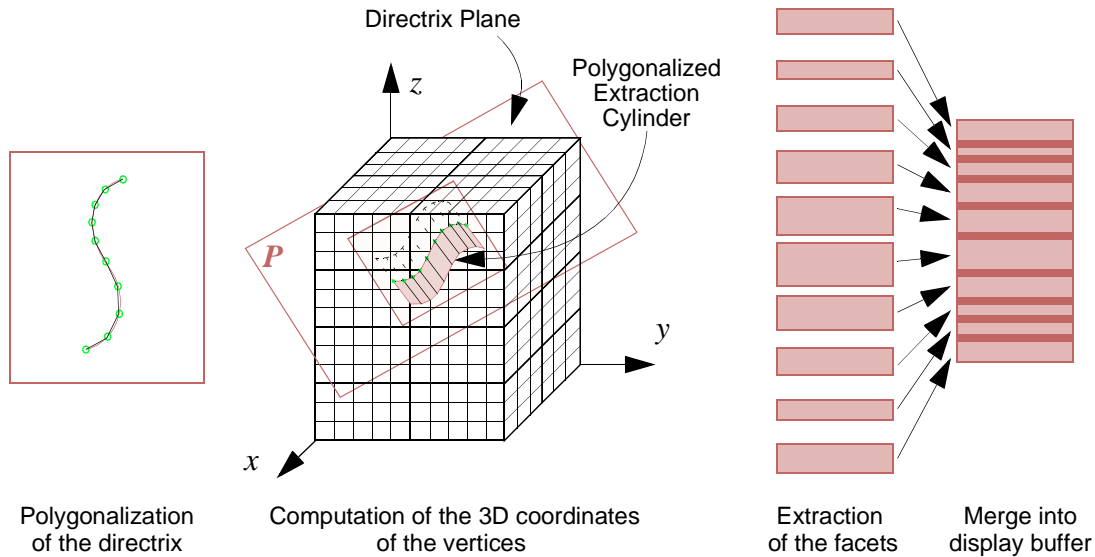 Directrix Plane
Polygonalized
Extraction
Cylinder
z
P
y
x
Polygonalization
of the directrix
Computation of the 3D coordinates
of the vertices
Extraction
of the facets
Merge into
display buffer